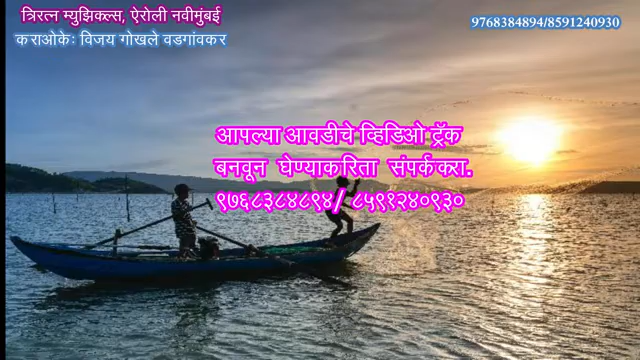 त्रिरत्न म्युझिकल्स, ऐरोली नवीमुंबई
9768384894/8591240930
कराओकेः विजय गोखले वडगांवकर
आपल्या आवडीचे व्हिडिओ ट्रॅक
बनवून घेण्याकरिता संपर्क करा.
९७६८३८४८९४/ ८५९१२४०९३०